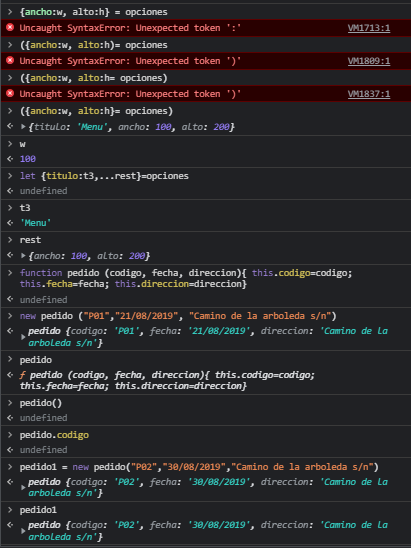 > {ancho:w, alto:h} = opciones
Uncaught SyntaxError: Unexpected token ':' VM1713:1
> ({ancho:w, alto:h)= opciones
Uncaught SyntaxError: Unexpected token ')' VM1809:1
> ({ancho:w, alto:h= opciones)
Uncaught SyntaxError: Unexpected token ')' VM1837:1
> ({ancho:w, alto:h}= opciones)
{titulo: 'Menu', ancho: 100, alto: 200}
> w
100
> let {titulo:t3,...rest}=opciones
undefined
> t3
'Menu'
> rest
{ancho: 100, alto: 200}
> function pedido (codigo, fecha, direccion){ this.codigo=codigo;
this.fecha=fecha; this.direccion=direccion}
undefined
> new pedido ("P01","21/08/2019", "Camino de la arboleda s/n")
pedido {codigo: 'P01', fecha: '21/08/2019', direccion: 'Camino de la
arboleda s/n'}
> pedido
ƒ pedido (codigo, fecha, direccion){ this.codigo=codigo;
this.fecha=fecha; this.direccion=direccion}
> pedido()
undefined
> pedido.codigo
undefined
> pedido1 = new pedido("P02","30/08/2019","Camino de la arboleda s/n")
pedido {codigo: 'P02', fecha: '30/08/2019', direccion: 'Camino de la
arboleda s/n'}
> pedido1
pedido {codigo: 'P02', fecha: '30/08/2019', direccion: 'Camino de la
arboleda s/n'}